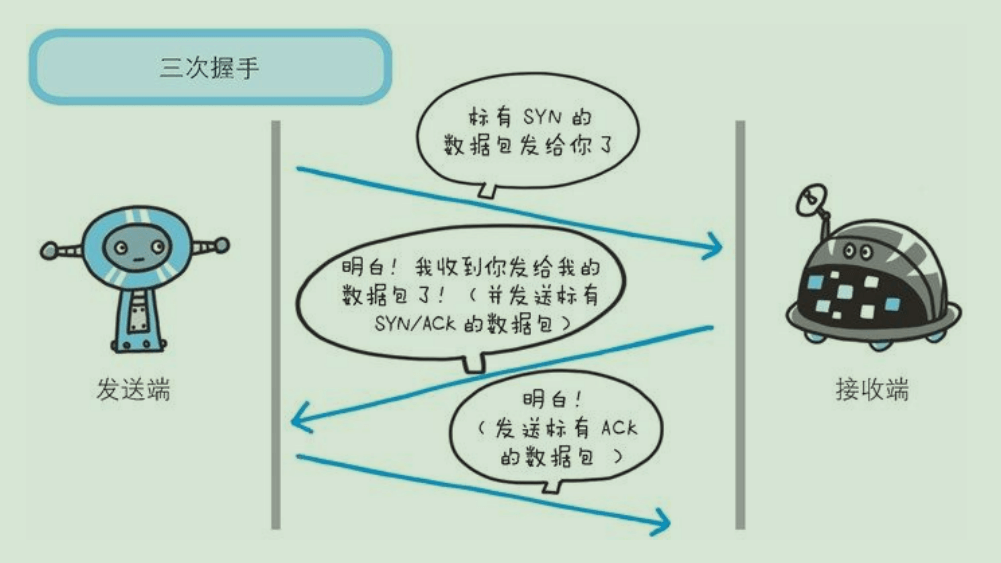 三次握手
标有 SYN 的
数据包发给你了
明白！我收到你发给我的
数据包了！（并发送标有
SYN/ACK 的数据包）
发送端
接收端
明白！
（发送标有 ACK
的数据包）